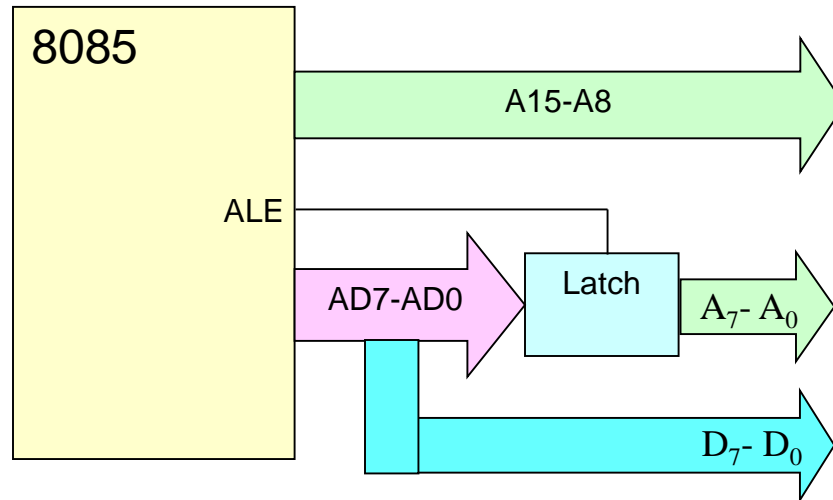 8085
A15-A8
ALE
AD7-AD0
Latch
A₇- A₀
D₇- D₀